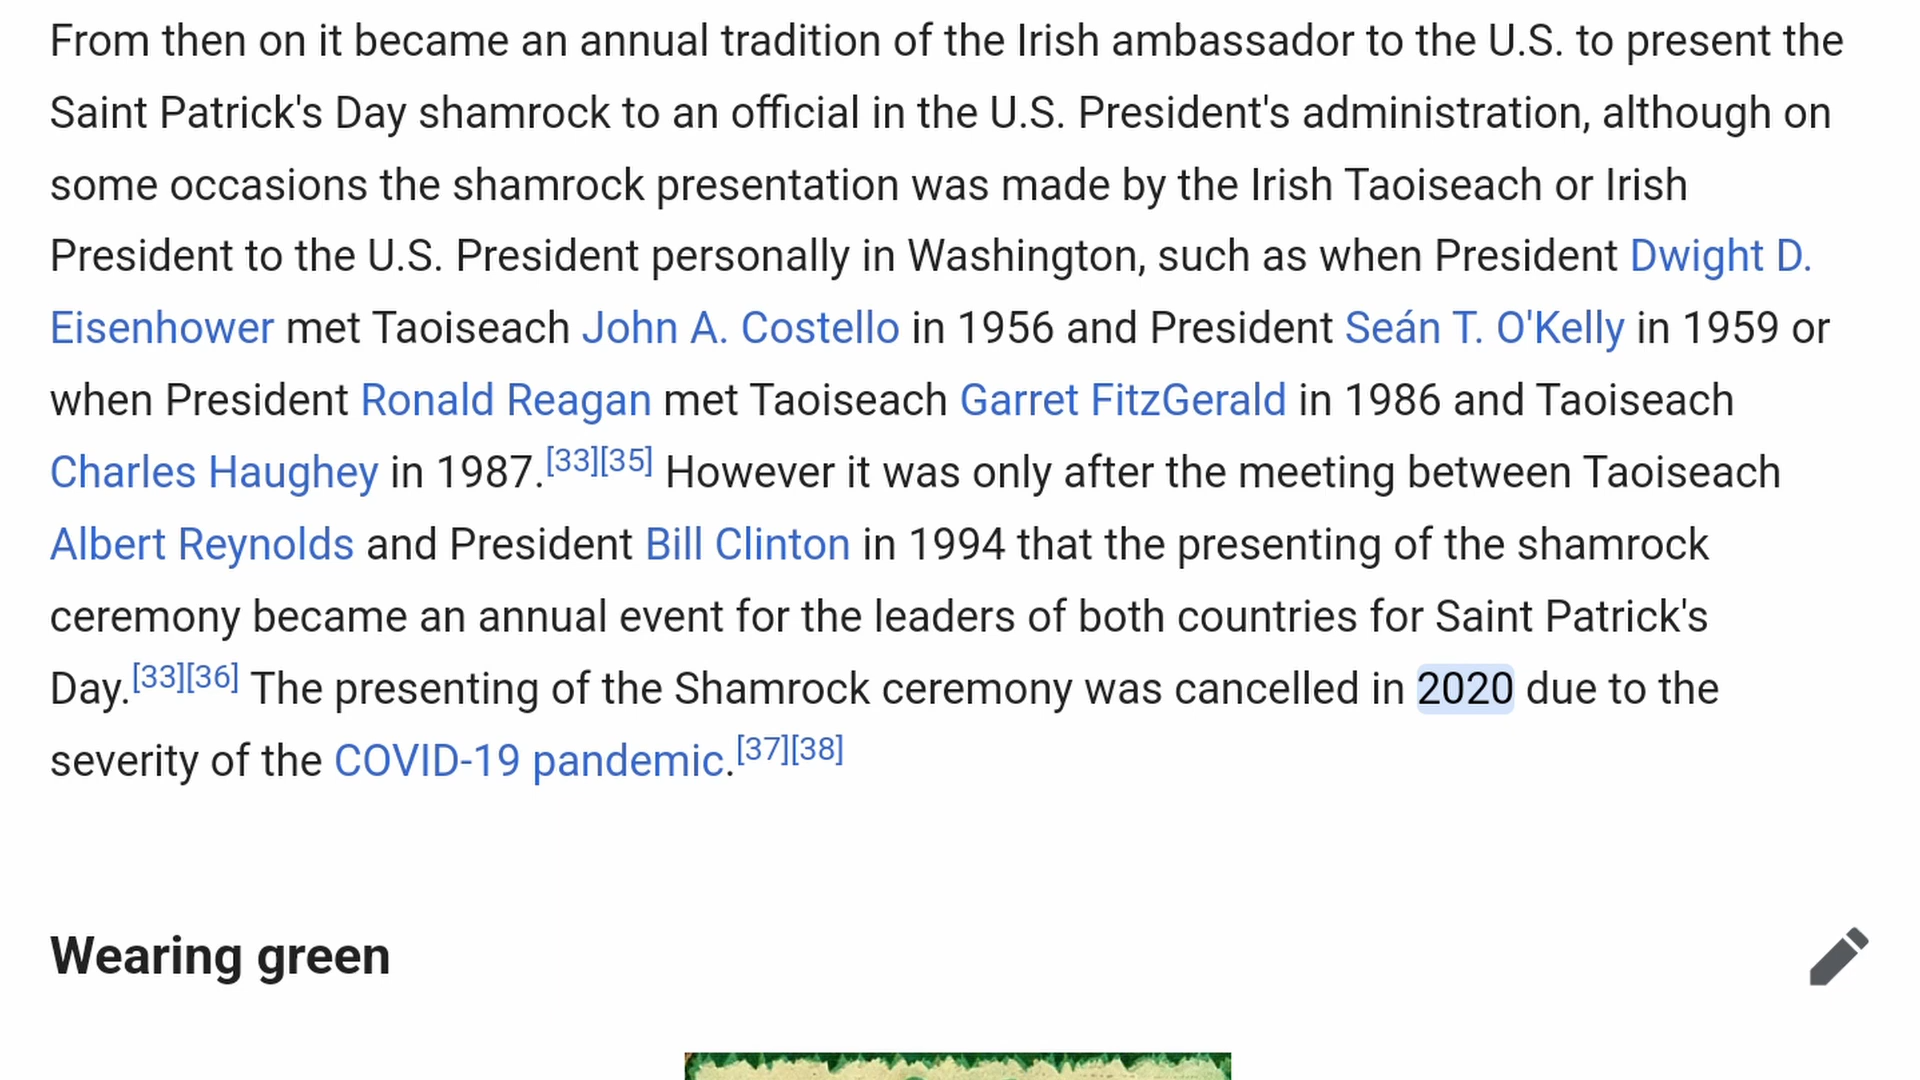 From then on it became an annual tradition of the Irish ambassador to the U.S. to present the
Saint Patrick's Day shamrock to an official in the U.S. President's administration, although on
some occasions the shamrock presentation was made by the Irish Taoiseach or Irish
President to the U.S. President personally in Washington, such as when President Dwight D.
Eisenhower met Taoiseach John A. Costello in 1956 and President Seán T. O'Kelly in 1959 or
when President Ronald Reagan met Taoiseach Garret FitzGerald in 1986 and Taoiseach
Charles Haughey in 1987.[33][35] However it was only after the meeting between Taoiseach
Albert Reynolds and President Bill Clinton in 1994 that the presenting of the shamrock
ceremony became an annual event for the leaders of both countries for Saint Patrick's
Day.[33][36] The presenting of the Shamrock ceremony was cancelled in 2020 due to the
severity of the COVID-19 pandemic.[37][38]
Wearing green